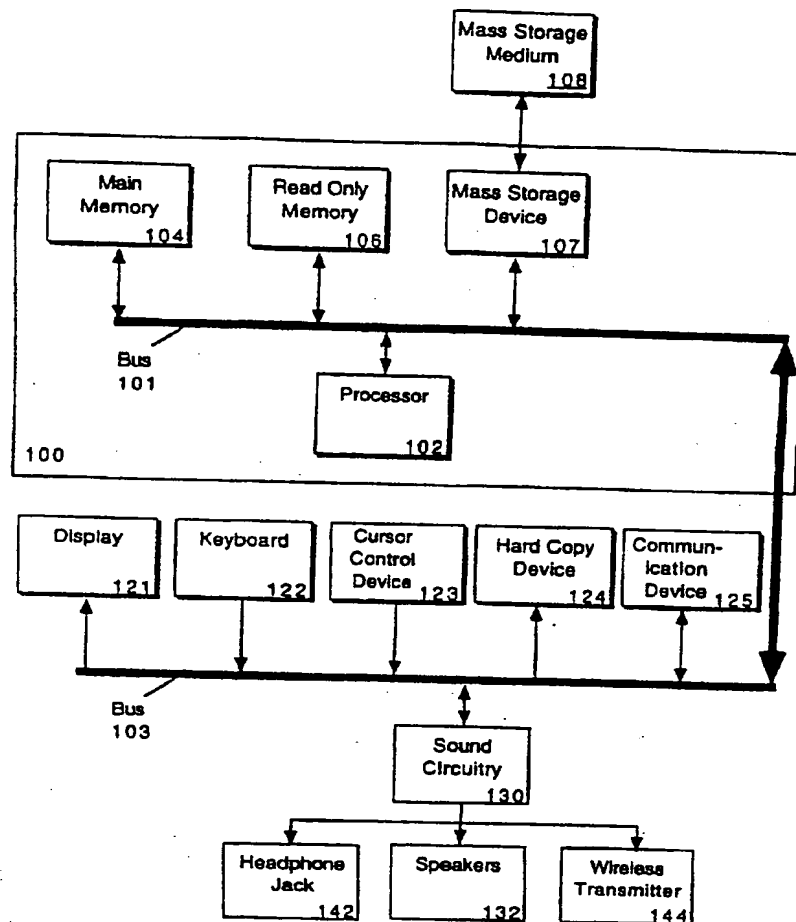 Mass Storage
Medium
108
Main
Memory
104
Read Only
Memory
106
Mass Storage
Device
107
Bus
101
Processor
102
100
Display
121
Keyboard
122
Cursor
Control
Device
123
Hard Copy
Device
124
Commun-
ication
Device
125
Bus
103
Sound
Circuitry
130
Headphone
Jack
142
Speakers
132
Wireless
Transmitter
144